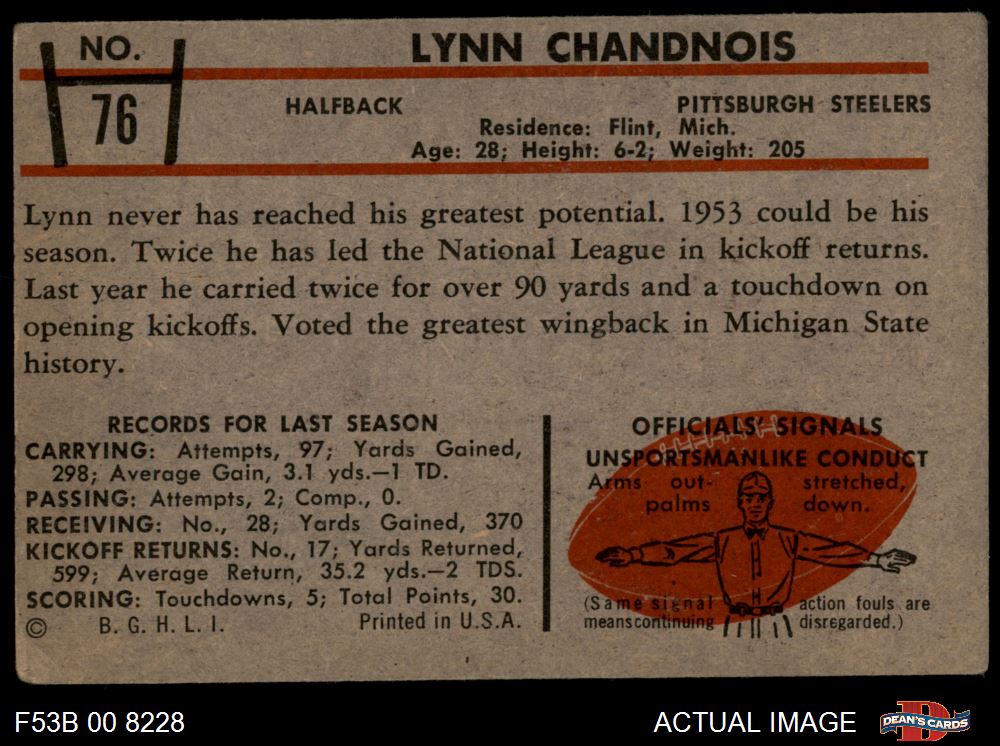 NO.
76
LYNN CHANDNOIS
HALFBACK PITTSBURGH STEELERS
Residence: Flint, Mich.
Age: 28; Height: 6-2; Weight: 205
Lynn never has reached his greatest potential. 1953 could be his
season. Twice he has led the National League in kickoff returns.
Last year he carried twice for over 90 yards and a touchdown on
opening kickoffs. Voted the greatest wingback in Michigan State
history.
RECORDS FOR LAST SEASON
CARRYING: Attempts, 97; Yards Gained,
298; Average Gain, 3.1 yds.—1 TD.
PASSING: Attempts, 2; Comp., 0.
RECEIVING: No., 28; Yards Gained, 370
KICKOFF RETURNS: No., 17; Yards Returned,
599; Average Return, 35.2 yds.—2 TDS.
SCORING: Touchdowns, 5; Total Points, 30.
© B. G. H. L. I. Printed in U.S.A.
OFFICIALS' SIGNALS
UNSPORTSMANLIKE CONDUCT
Arms out- stretched,
palms down.
(Same signal action fouls are
means continuing disregarded.)
F53B 00 8228
ACTUAL IMAGE
DEAN'S CARDS